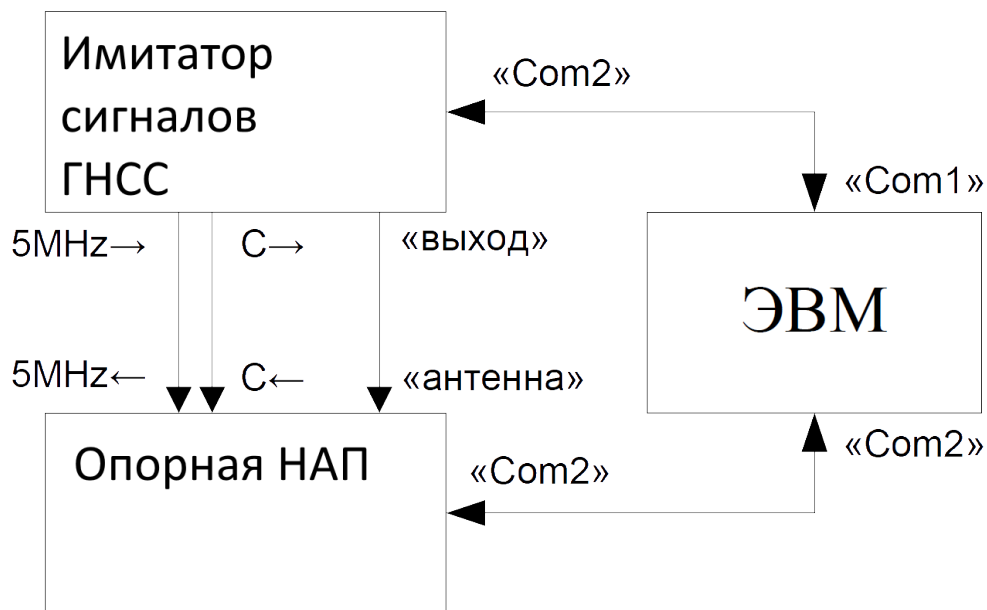 Имитатор
сигналов
ГНСС
«Com2»
«Com1»
5MHz→
С→
«выход»
ЭВМ
5MHz←
С←
«антенна»
Опорная НАП
«Com2»
«Com2»